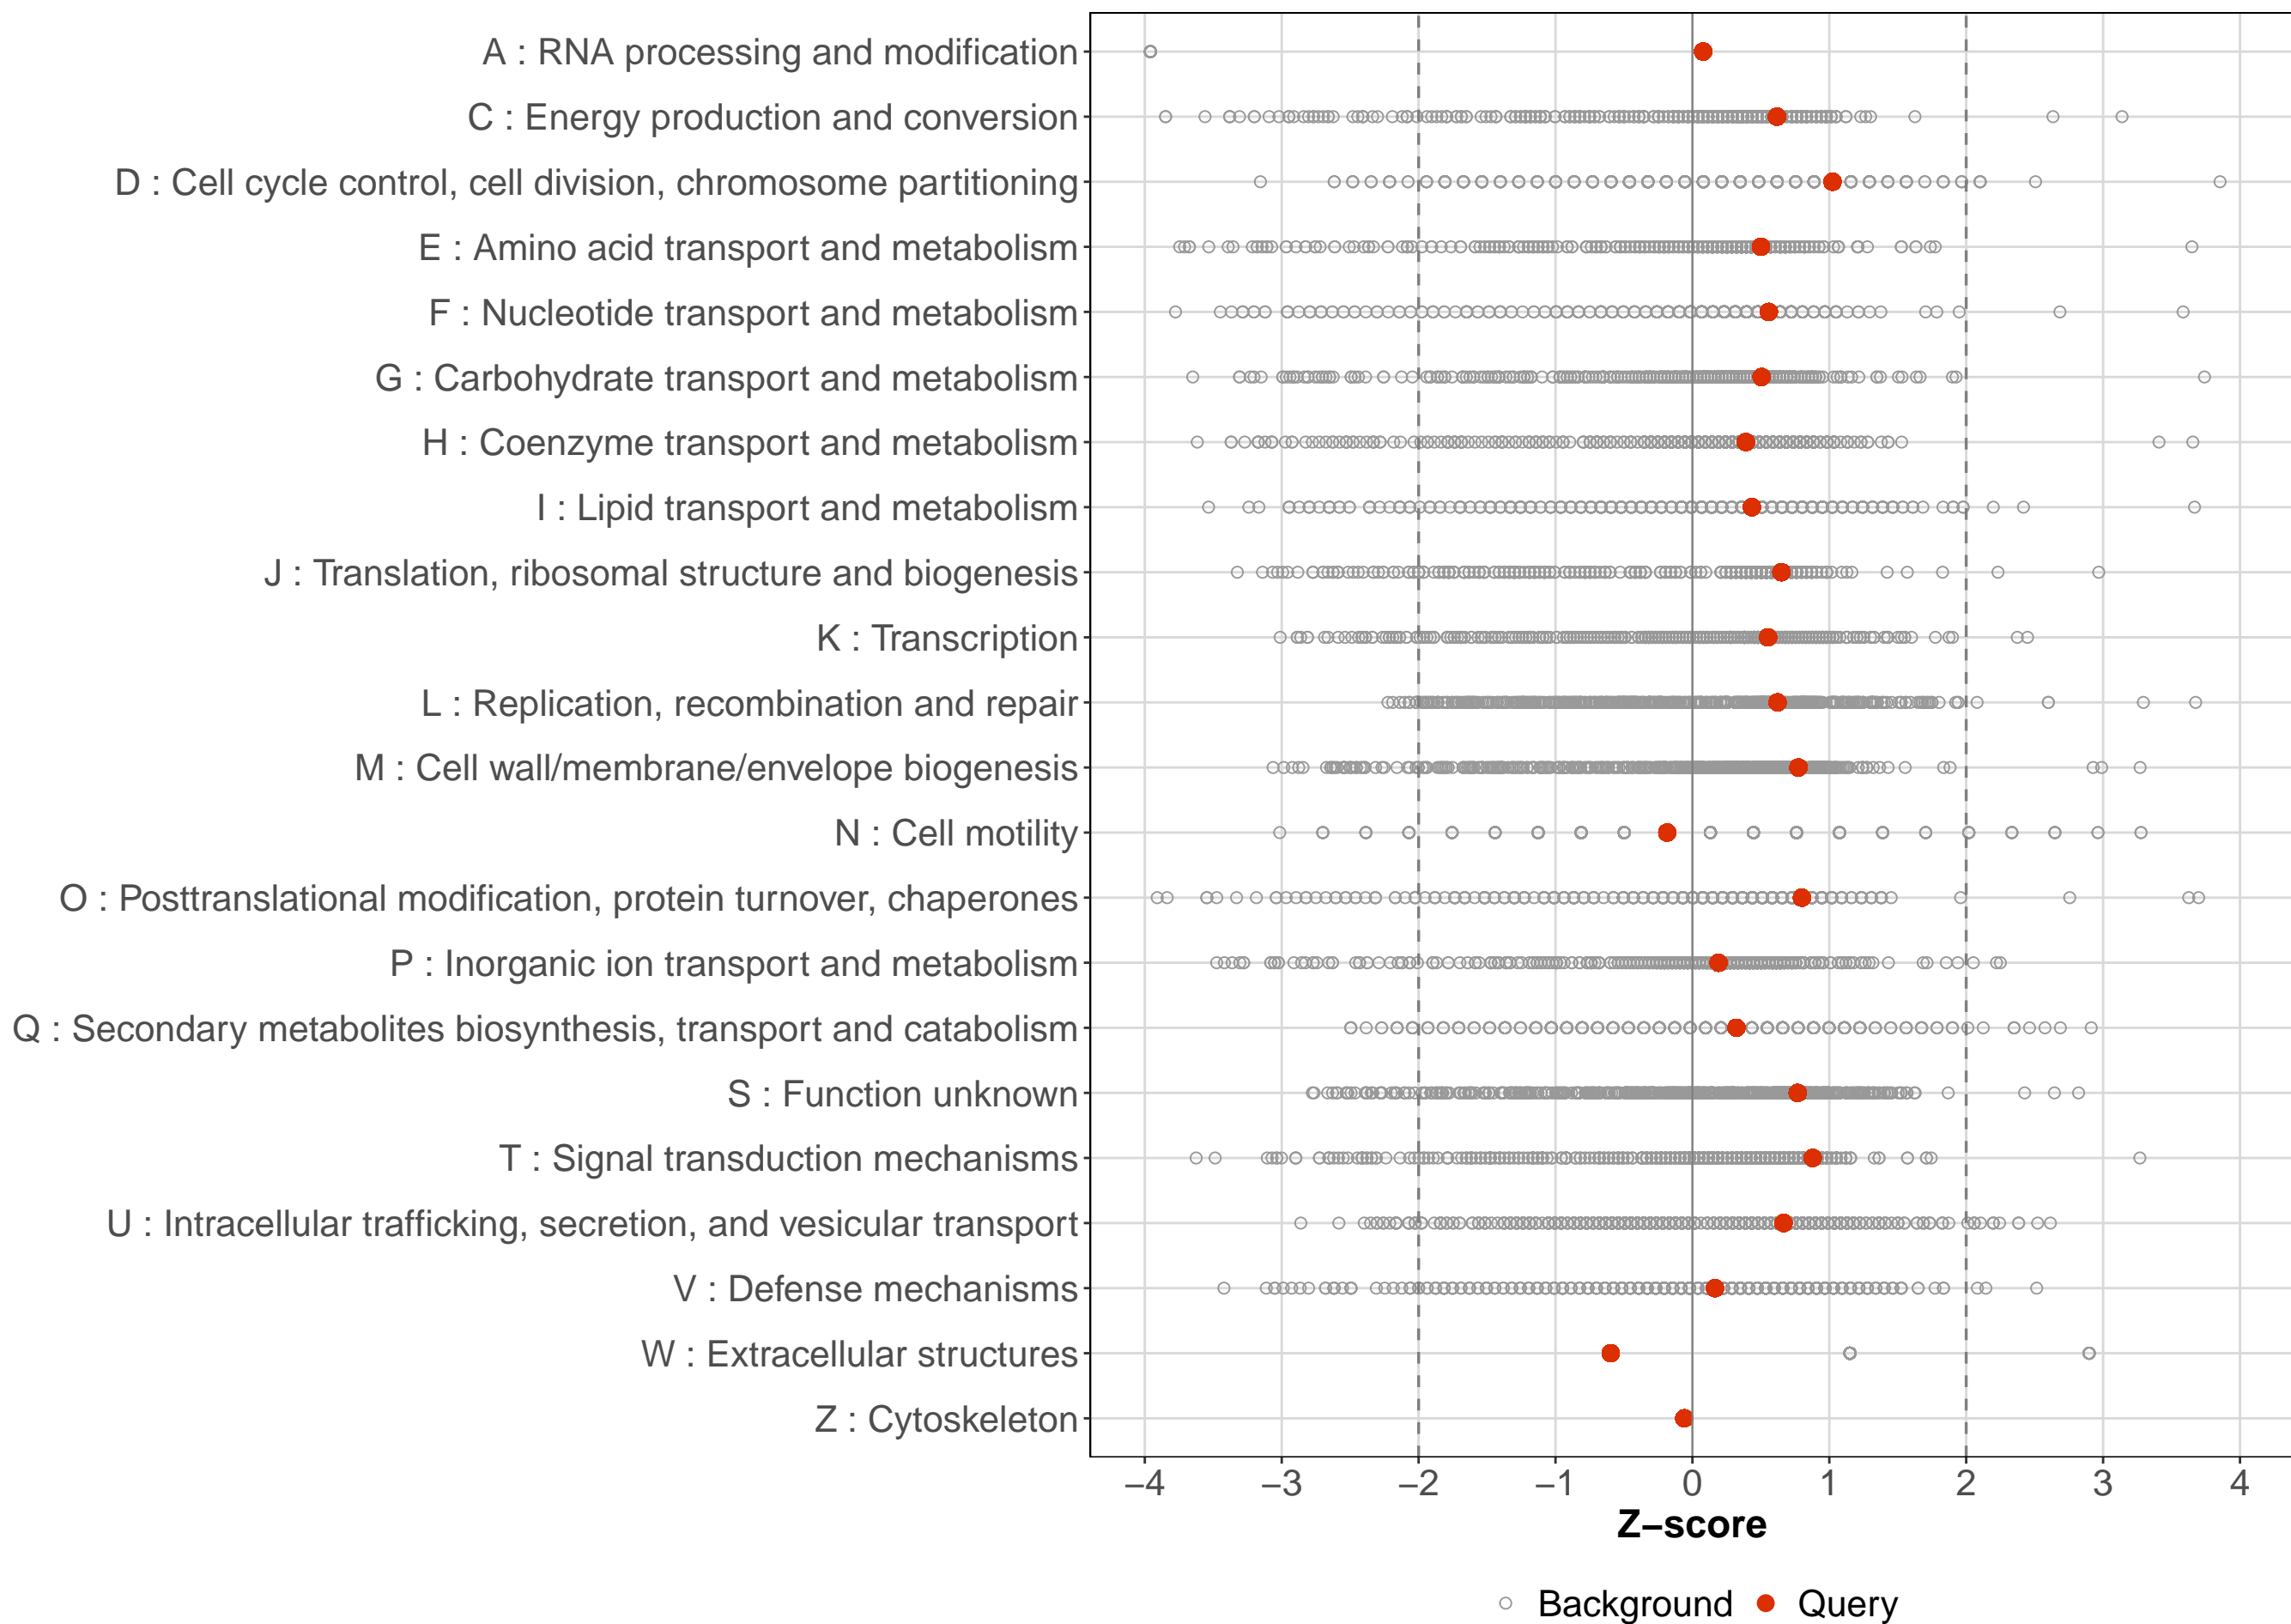 A : RNA processing and modification
C : Energy production and conversion
D : Cell cycle control, cell division, chromosome partitioning
E : Amino acid transport and metabolism
F : Nucleotide transport and metabolism
G : Carbohydrate transport and metabolism
H : Coenzyme transport and metabolism
I : Lipid transport and metabolism
J : Translation, ribosomal structure and biogenesis
K : Transcription
L : Replication, recombination and repair
M : Cell wall/membrane/envelope biogenesis
N : Cell motility
O : Posttranslational modification, protein turnover, chaperones
P : Inorganic ion transport and metabolism
Q : Secondary metabolites biosynthesis, transport and catabolism
S : Function unknown
T : Signal transduction mechanisms
U : Intracellular trafficking, secretion, and vesicular transport
V : Defense mechanisms
W : Extracellular structures
Z : Cytoskeleton
−4 −3 −2 −1 0 1 2 3 4
Z−score
Background Query